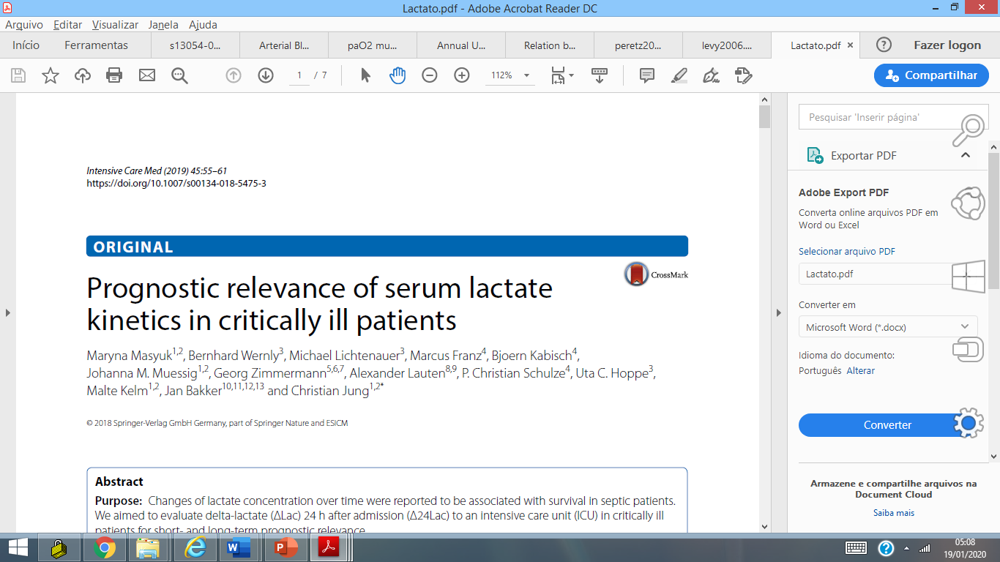 Lactato.pdf - Adobe Acrobat Reader DC
Arquivo Editar Visualizar Janela Ajuda
Início Ferramentas s13054-0... Arterial Bl... paO2 mu... Annual U... Relation b... peretz20... levy2006.... Lactato.pdf × Fazer logon
1 / 7 112% Compartilhar
Intensive Care Med (2019) 45:55–61
https://doi.org/10.1007/s00134-018-5475-3
ORIGINAL
CrossMark
Prognostic relevance of serum lactate
kinetics in critically ill patients
Maryna Masyuk1,2, Bernhard Wernly3, Michael Lichtenauer3, Marcus Franz4, Bjoern Kabisch4,
Johanna M. Muessig1,2, Georg Zimmermann5,6,7, Alexander Lauten8,9, P. Christian Schulze4, Uta C. Hoppe3,
Malte Kelm1,2, Jan Bakker10,11,12,13 and Christian Jung1,2*
© 2018 Springer-Verlag GmbH Germany, part of Springer Nature and ESICM
Abstract
Purpose: Changes of lactate concentration over time were reported to be associated with survival in septic patients.
We aimed to evaluate delta-lactate (ΔLac) 24 h after admission (Δ24Lac) to an intensive care unit (ICU) in critically ill
patients for short- and long-term prognostic relevance.
Pesquisar 'Inserir página'
Exportar PDF
Adobe Export PDF
Converta online arquivos PDF em
Word ou Excel
Selecionar arquivo PDF
Lactato.pdf
Converter em
Microsoft Word (*.docx)
Idioma do documento:
Português Alterar
Converter
Armazene e compartilhe arquivos na
Document Cloud
Saiba mais
05:08
19/01/2020